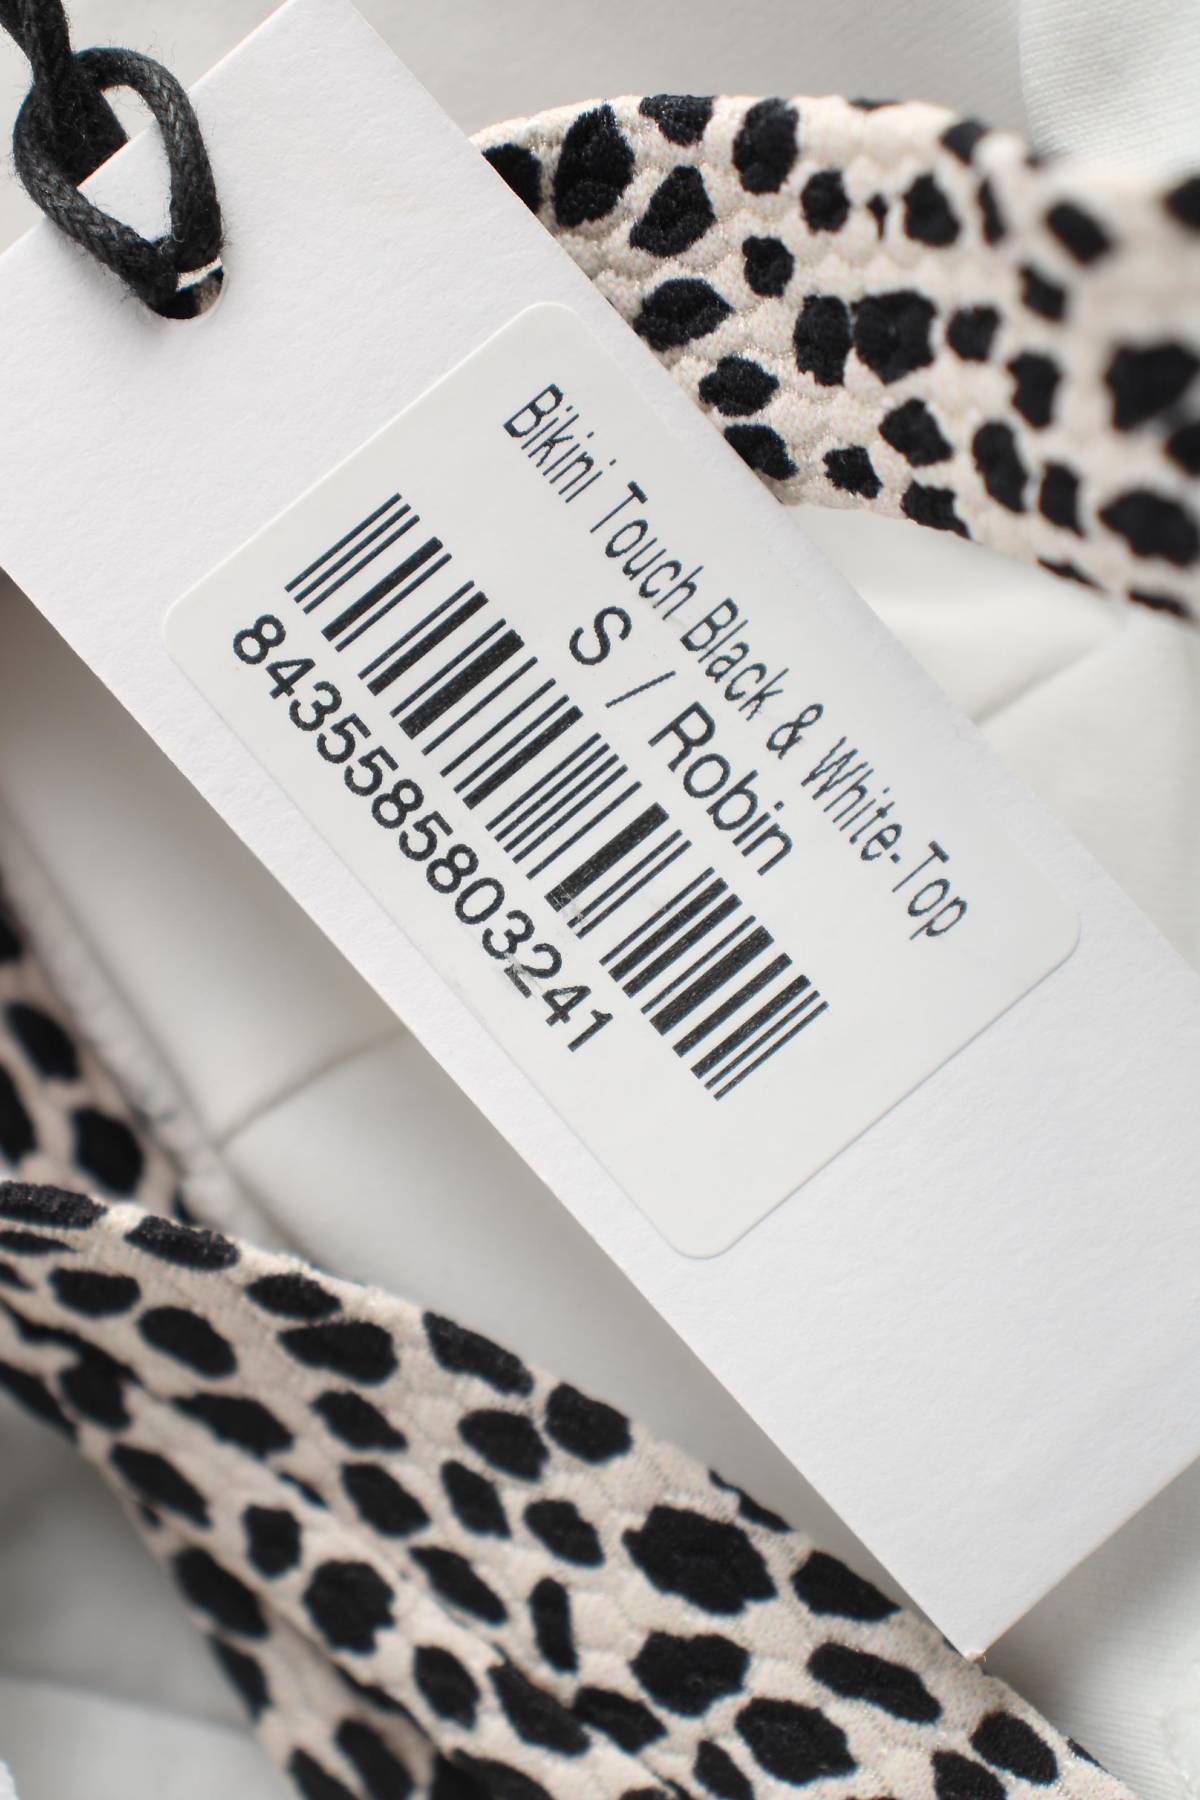 Bikini Touch Black & White-Top
S / Robin
8435585803241